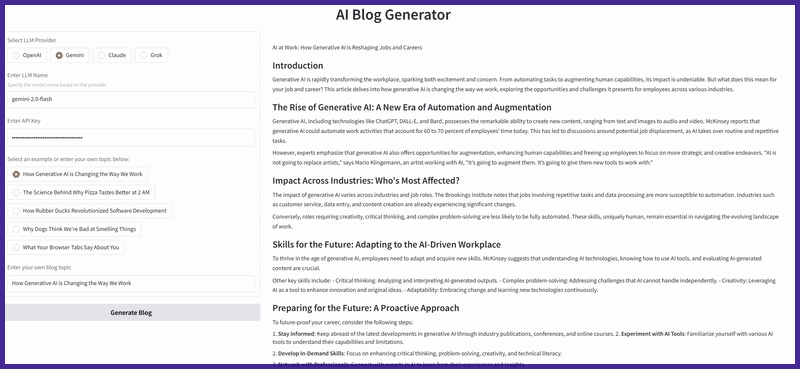 AI Blog Generator
Select LLM Provider
OpenAI
Gemini
Claude
Grok
Enter LLM Name
Specify the model name based on the provider.
gemini-2.0-flash
Enter API Key
Select an example or enter your own topic below:
How Generative AI is Changing the Way We Work
The Science Behind Why Pizza Tastes Better at 2 AM
How Rubber Ducks Revolutionized Software Development
Why Dogs Think We're Bad at Smelling Things
What Your Browser Tabs Say About You
Enter your own blog topic
How Generative AI is Changing the Way We Work
Generate Blog
AI at Work: How Generative AI is Reshaping Jobs and Careers
Introduction
Generative AI is rapidly transforming the workplace, sparking both excitement and concern. From automating tasks to augmenting human capabilities, its impact is undeniable. But what does this mean for
your job and career? This article delves into how generative AI is changing the way we work, exploring the opportunities and challenges it presents for employees across various industries.
The Rise of Generative AI: A New Era of Automation and Augmentation
Generative AI, including technologies like ChatGPT, DALL-E, and Bard, possesses the remarkable ability to create new content, ranging from text and images to audio and video. McKinsey reports that
generative AI could automate work activities that account for 60 to 70 percent of employees' time today. This has led to discussions around potential job displacement, as AI takes over routine and repetitive
tasks.
However, experts emphasize that generative AI also offers opportunities for augmentation, enhancing human capabilities and freeing up employees to focus on more strategic and creative endeavors. "AI is
not going to replace artists," says Mario Klingemann, an artist working with AI, "It's going to augment them. It's going to give them new tools to work with."
Impact Across Industries: Who's Most Affected?
The impact of generative AI varies across industries and job roles. The Brookings Institute notes that jobs involving repetitive tasks and data processing are more susceptible to automation. Industries such
as customer service, data entry, and content creation are already experiencing significant changes.
Conversely, roles requiring creativity, critical thinking, and complex problem-solving are less likely to be fully automated. These skills, uniquely human, remain essential in navigating the evolving landscape
of work.
Skills for the Future: Adapting to the AI-Driven Workplace
To thrive in the age of generative AI, employees need to adapt and acquire new skills. McKinsey suggests that understanding AI technologies, knowing how to use AI tools, and evaluating AI-generated
content are crucial.
Other key skills include: - Critical thinking: Analyzing and interpreting AI-generated outputs. - Complex problem-solving: Addressing challenges that AI cannot handle independently. - Creativity: Leveraging
AI as a tool to enhance innovation and original ideas. - Adaptability: Embracing change and learning new technologies continuously.
Preparing for the Future: A Proactive Approach
To future-proof your career, consider the following steps:
1. Stay Informed: Keep abreast of the latest developments in generative AI through industry publications, conferences, and online courses. 2. Experiment with AI Tools: Familiarize yourself with various AI
tools to understand their capabilities and limitations.
2. Develop In-Demand Skills: Focus on enhancing critical thinking, problem-solving, creativity, and technical literacy.